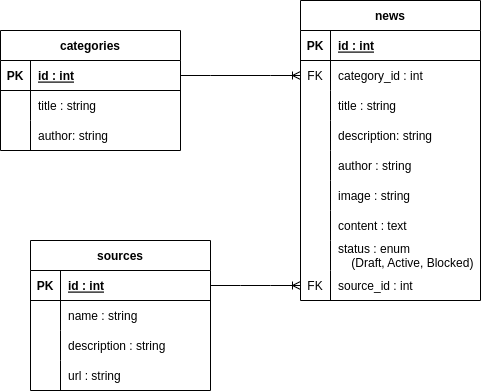 categories
PK id : int
title : string
author: string
news
PK id : int
FK category_id : int
title : string
description: string
author : string
image : string
content : text
status : enum
(Draft, Active, Blocked)
FK source_id : int
sources
PK id : int
name : string
description : string
url : string